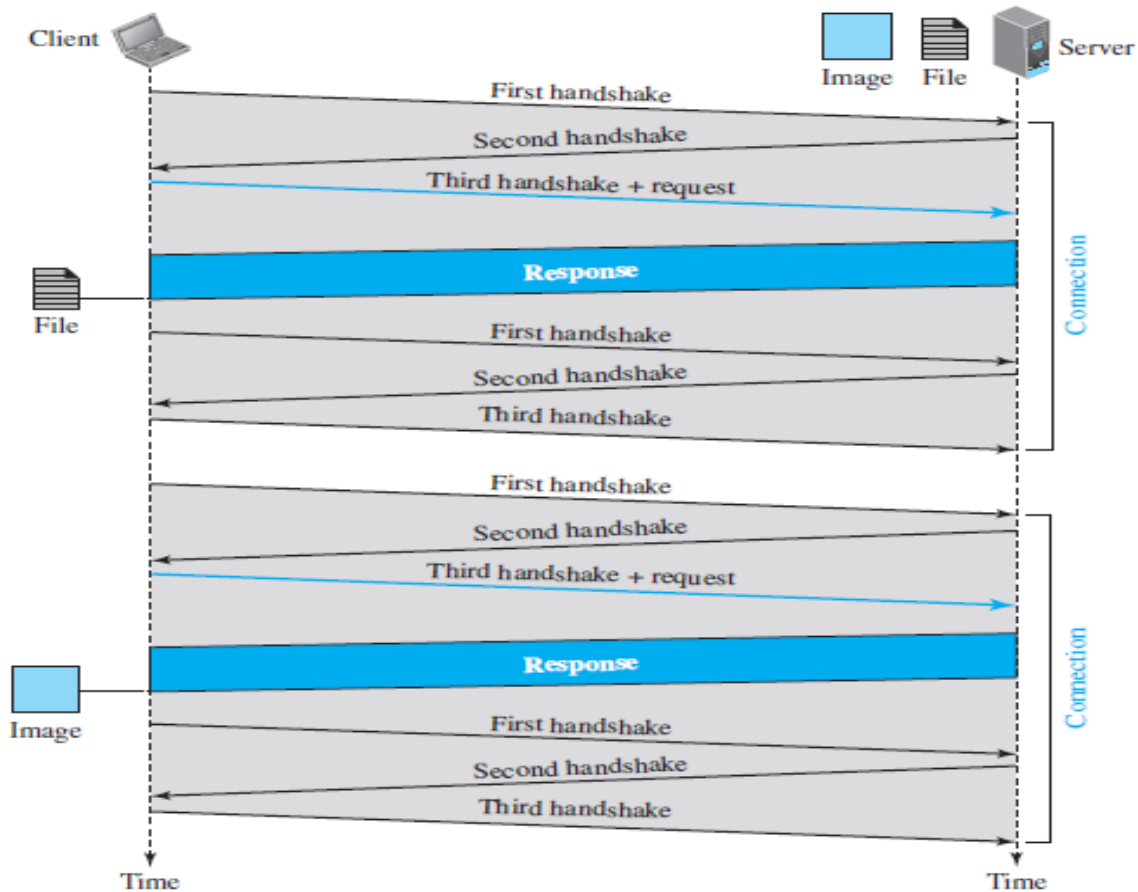 Client
Server
Image
File
First handshake
Second handshake
Third handshake + request
Response
File
First handshake
Second handshake
Third handshake
Connection
First handshake
Second handshake
Third handshake + request
Response
Image
First handshake
Second handshake
Third handshake
Connection
Time
Time